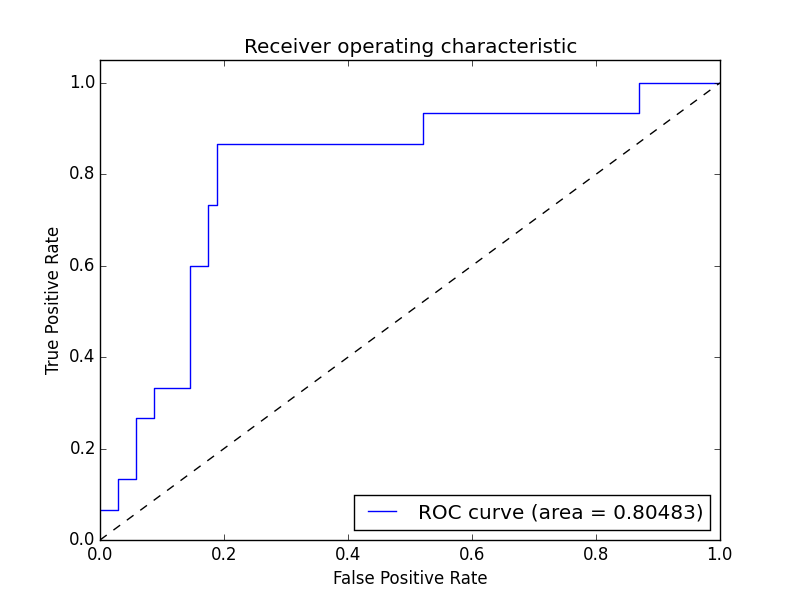 Receiver operating characteristic
1.0
0.8
0.6
0.4
0.2
0.0
True Positive Rate
ROC curve (area = 0.80483)
0.0 0.2 0.4 0.6 0.8 1.0
False Positive Rate